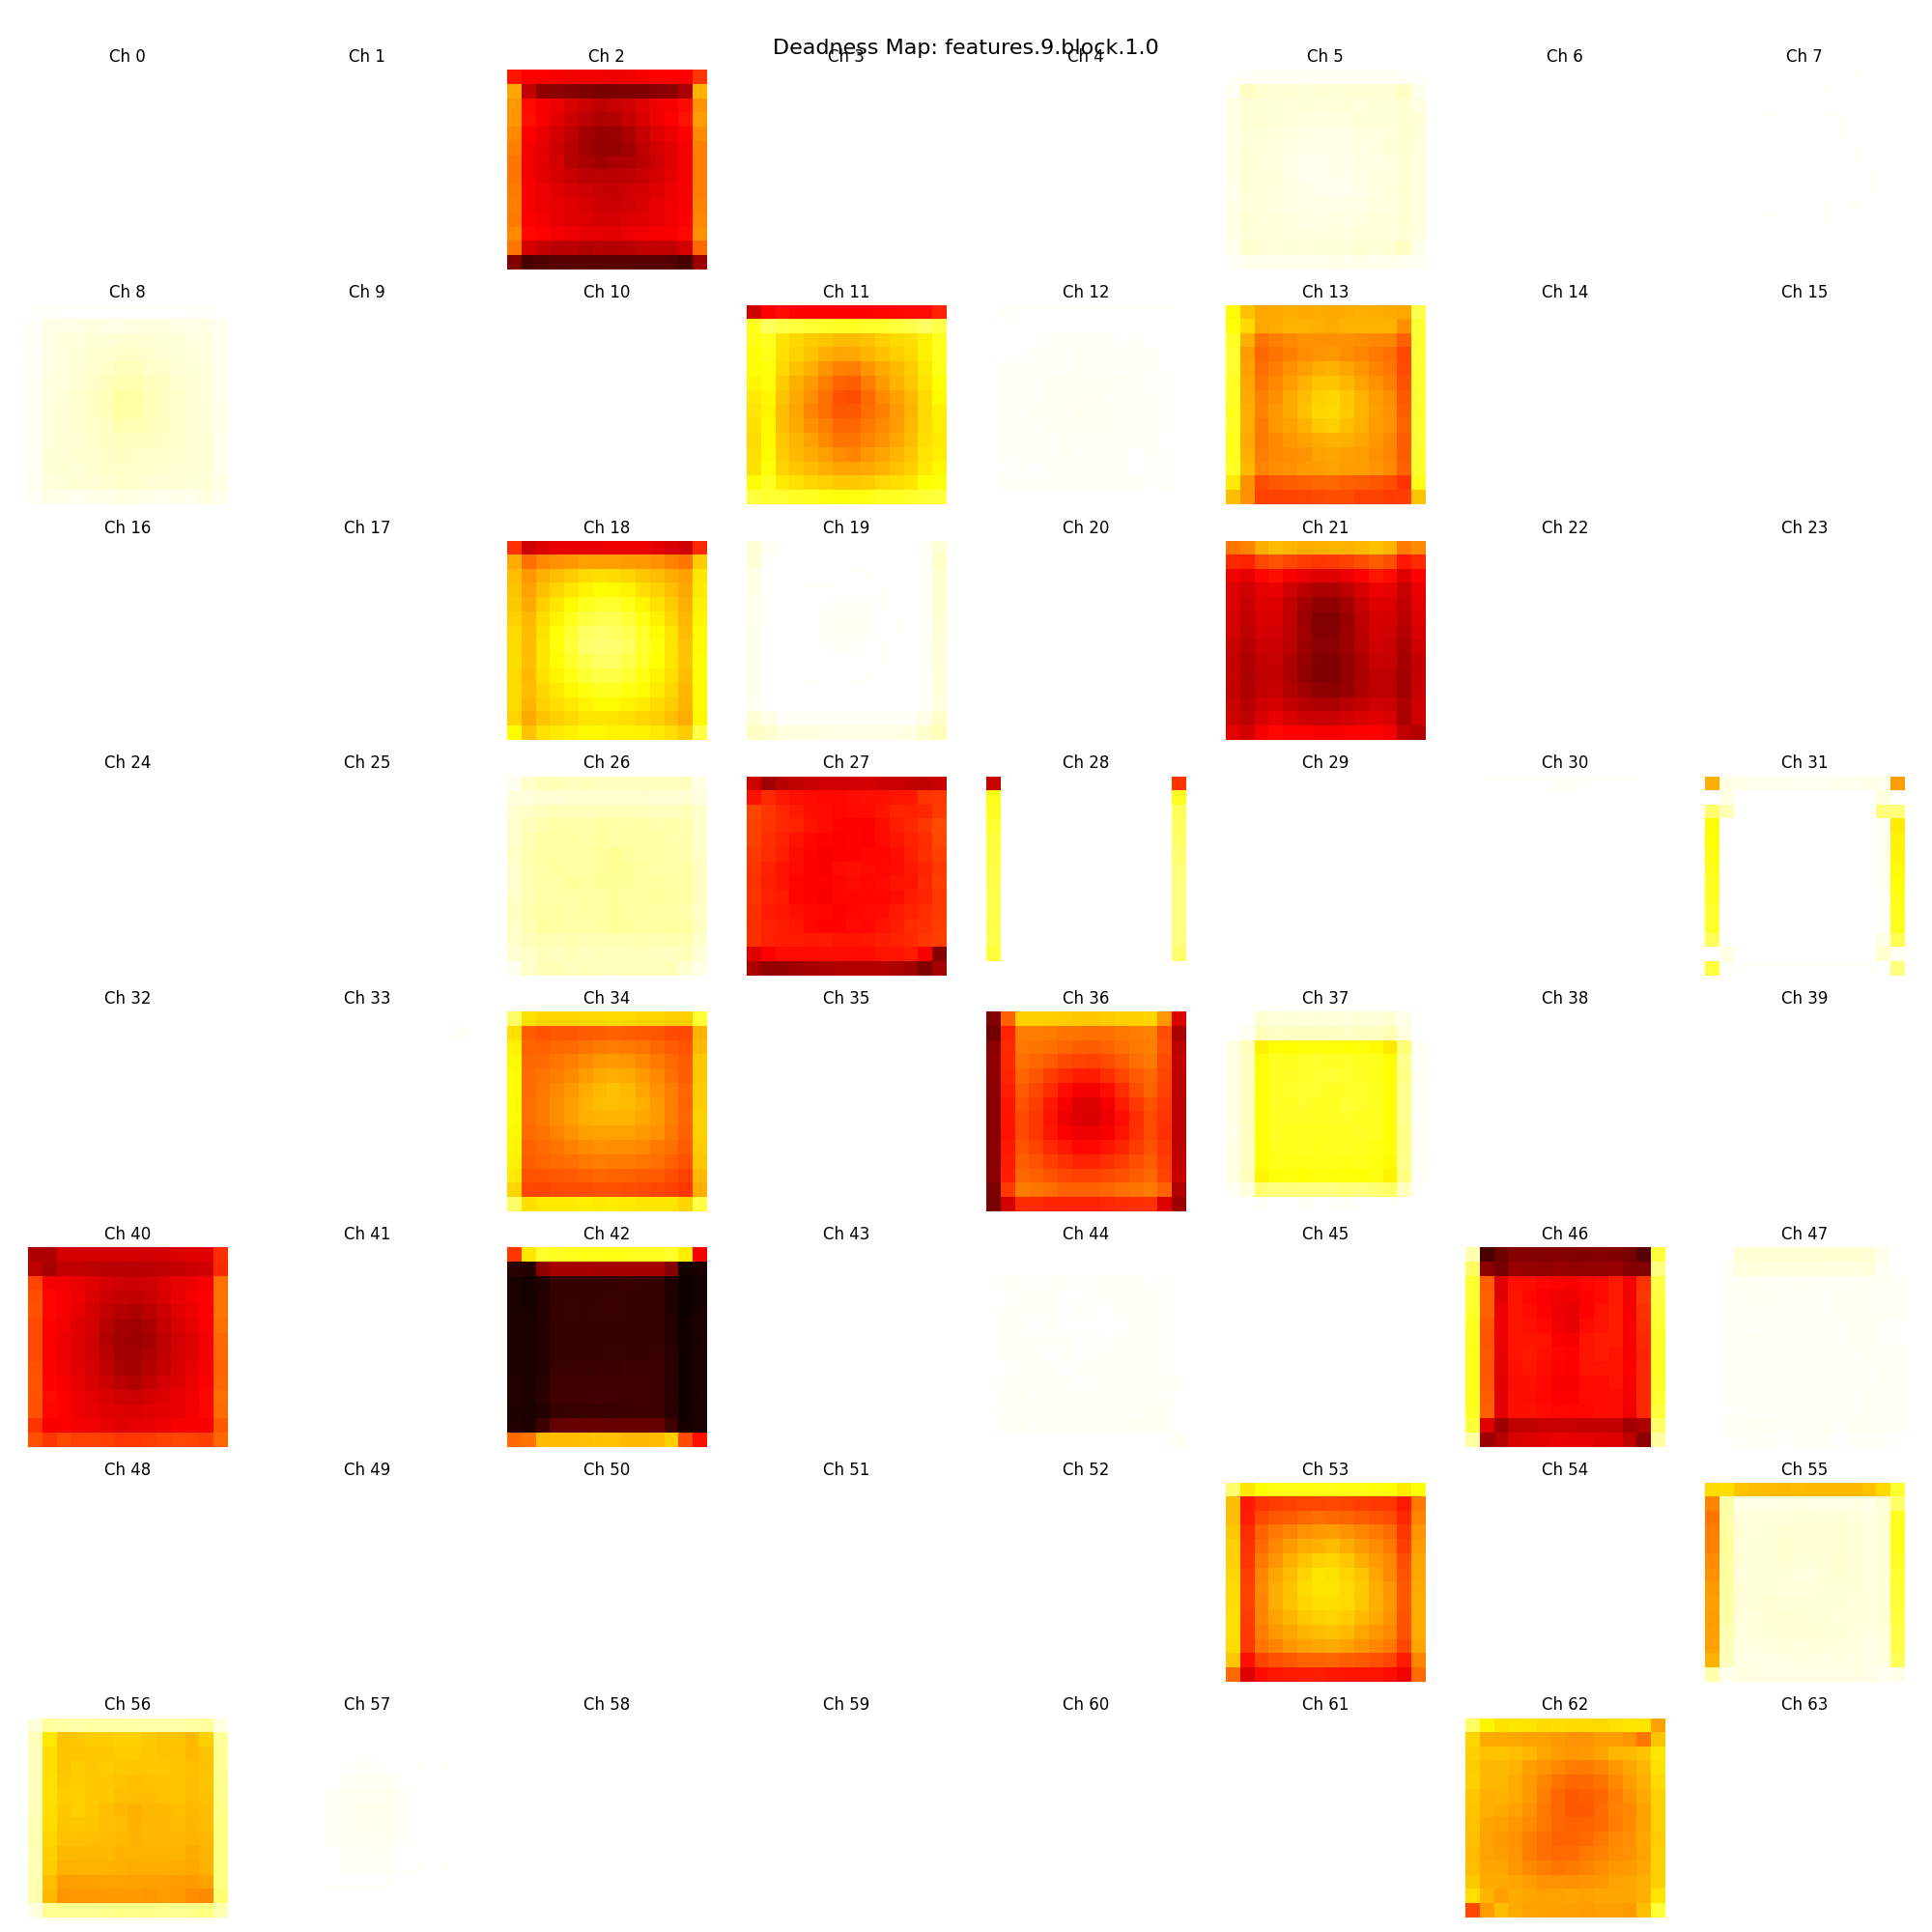 Deadness Map: features.9.block.1.0
Ch 0 Ch 1 Ch 2 Ch 3 Ch 4 Ch 5 Ch 6 Ch 7
Ch 8 Ch 9 Ch 10 Ch 11 Ch 12 Ch 13 Ch 14 Ch 15
Ch 16 Ch 17 Ch 18 Ch 19 Ch 20 Ch 21 Ch 22 Ch 23
Ch 24 Ch 25 Ch 26 Ch 27 Ch 28 Ch 29 Ch 30 Ch 31
Ch 32 Ch 33 Ch 34 Ch 35 Ch 36 Ch 37 Ch 38 Ch 39
Ch 40 Ch 41 Ch 42 Ch 43 Ch 44 Ch 45 Ch 46 Ch 47
Ch 48 Ch 49 Ch 50 Ch 51 Ch 52 Ch 53 Ch 54 Ch 55
Ch 56 Ch 57 Ch 58 Ch 59 Ch 60 Ch 61 Ch 62 Ch 63